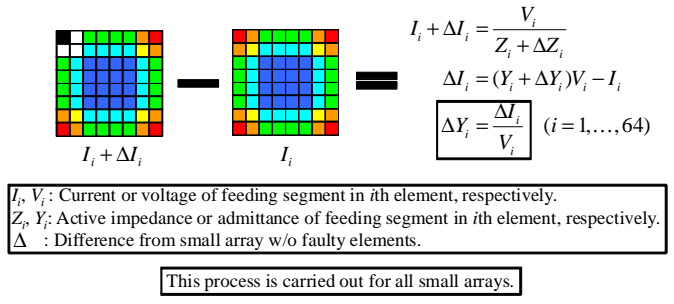 I_i + ΔI_i = V_i / (Z_i + ΔZ_i)
ΔI_i = (Y_i + ΔY_i)V_i − I_i
ΔY_i = ΔI_i / V_i (i = 1,…,64)
I_i + ΔI_i
I_i
I_i, V_i : Current or voltage of feeding segment in ith element, respectively.
Z_i, Y_i: Active impedance or admittance of feeding segment in ith element, respectively.
Δ : Difference from small array w/o faulty elements.
This process is carried out for all small arrays.